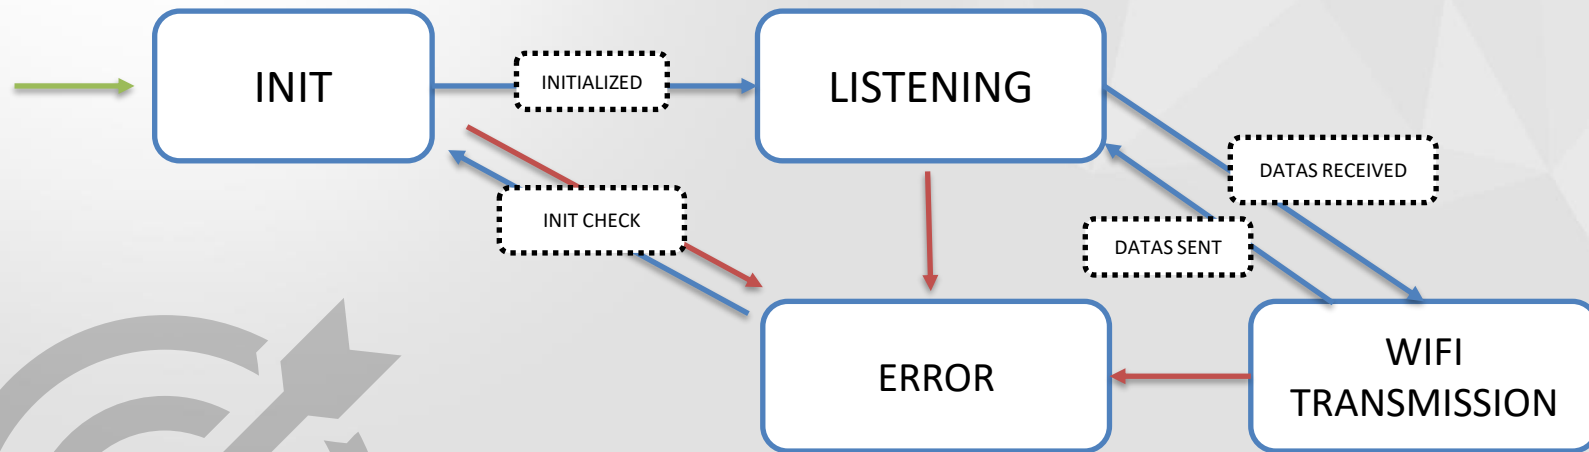 INIT
INITIALIZED
LISTENING
DATAS RECEIVED
INIT CHECK
DATAS SENT
ERROR
WIFI
TRANSMISSION